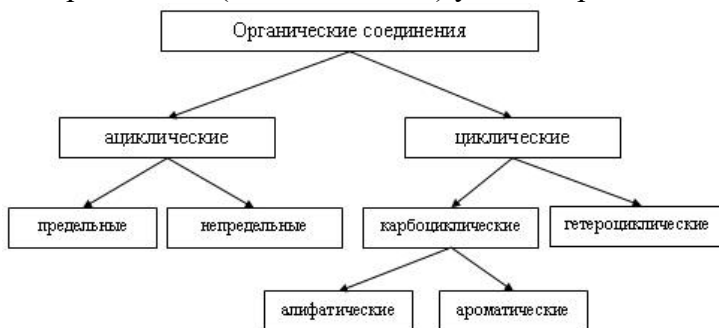 Органические соединения
ациклические циклические
предельные непредельные карбоциклические гетероциклические
алифатические ароматические